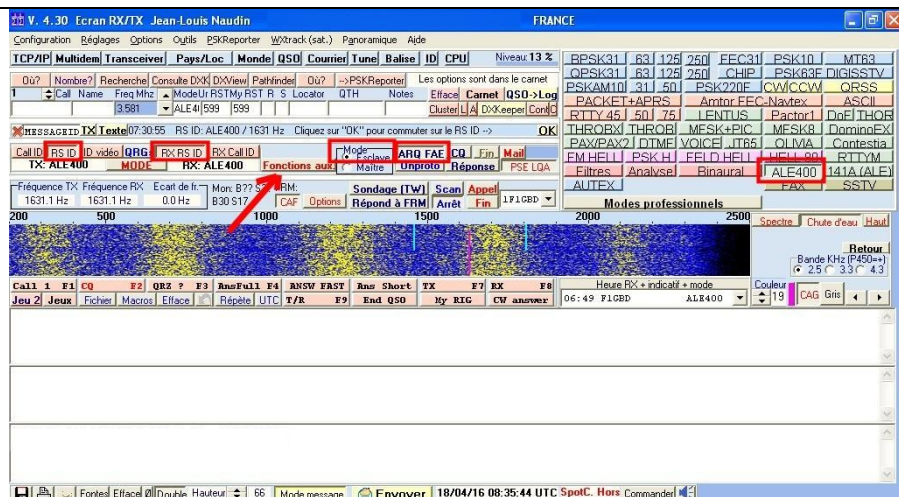 V. 4.30 Ecran RX/TX Jean-Louis Naudin FRANCE
Configuration Réglages Options Outils PSKReporter WXtrack (sat.) Panoramique Aide
TCP/IP Multidem Transceiver Pays/Loc Monde QSO Courrier Tune Balise ID CPU Niveau: 13 %
Où? Nombre? Recherche Consulte DXK DXView Pathfinder Où? -->PSKReporter Les options sont dans le carnet
1 Call Name Freq Mhz ModeUr RST My RST R S Locator QTH Notes Efface Carnet QSO->Log
3.581 ALE4 599 599 Cluster L A DXKeeper Cont C
MESSAGEID TX Texte 07:30:55 RS ID: ALE400 / 1631 Hz Cliquez sur "OK" pour commuter sur le RS ID --> OK
Call ID RS ID ID vidéo QRG: RX RS ID RX Call ID Mode Esclave Maître ARQ FAE CQ Fin Mail
TX: ALE400 MODE RX: ALE400 Fonctions aux. Unproto Réponse PSE LQA
Fréquence TX Fréquence RX Ecart de fr. Mon: B?? RM: Sondage (TW) Scan Appel
1631.1 Hz 1631.1 Hz 0.0 Hz B30 S17 CAF Options Répond à FRM Arrêt Fin 1F1GBD
BPSK31 63 125 250 FEC31 PSK10 MT63
QPSK31 63 125 250 CHIP PSK63F DIGISSTV
PSKAM10 31 50 PSK220F CW CCW QRSS
PACKET+APRS Amtor FEC-Navtex ASCII
RTTY 45 50 75 LENTUS Pactor1 DoF THOR
THROBX THROB MFSK+PIC MFSK8 DominoEX
PAX/PAX2 DTMF VOICE JT65 OLIVIA Contestia
FM HELL PSK H FELD HELL HELL 80 RTTYM
Filtres Analyse Binaural ALE400 141A (ALE)
AUTEX FAX SSTV
Modes professionnels
200 500 1000 1500 2000 2500
Spectre Chute d'eau Haut
Retour
Bande KHz (P450=+)
2.5 3.3 4.3
Call 1 F1 CQ F2 QRZ ? F3 AnsFull F4 ANSW FAST Ans Short TX F7 RX F8 Heure RX + indicatif + mode Couleur
Jeu 2 Jeux Fichier Macros Efface Répète UTC T/R F9 End QSO My RIG CW answer 06:49 F1GBD ALE400 19 CAG Gris
Fontes Efface Ø Double Hauteur 66 Mode message Envoyer 18/04/16 08:35:44 UTC SpotC. Hors Commander